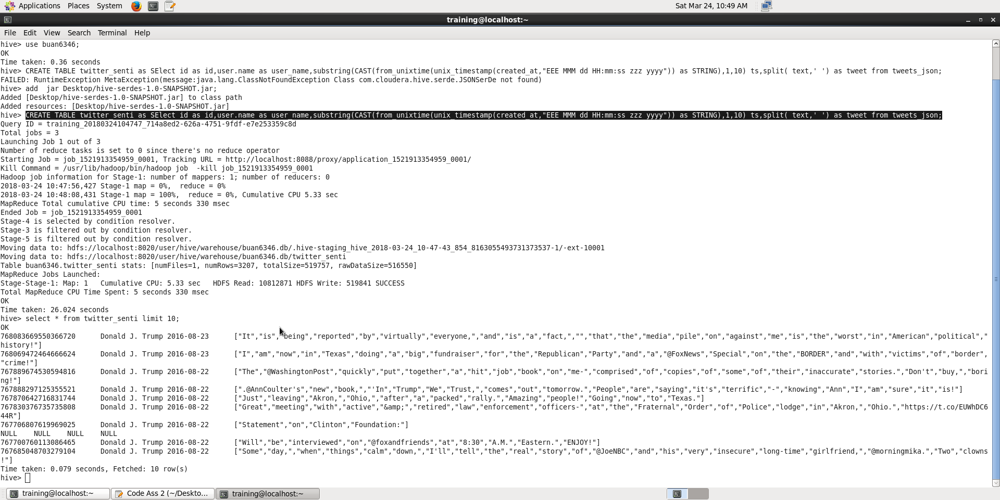 Applications Places System Sat Mar 24, 10:49 AM
training@localhost:~
File Edit View Search Terminal Help
hive> use buan6346;
OK
Time taken: 0.36 seconds
hive> CREATE TABLE twitter_senti as SElect id as id,user.name as user_name,substring(CAST(from_unixtime(unix_timestamp(created_at,"EEE MMM dd HH:mm:ss zzz yyyy")) as STRING),1,10) ts,split( text,' ') as tweet from tweets_json;
FAILED: RuntimeException MetaException(message:java.lang.ClassNotFoundException Class com.cloudera.hive.serde.JSONSerDe not found)
hive> add  jar Desktop/hive-serdes-1.0-SNAPSHOT.jar;
Added [Desktop/hive-serdes-1.0-SNAPSHOT.jar] to class path
Added resources: [Desktop/hive-serdes-1.0-SNAPSHOT.jar]
hive> CREATE TABLE twitter_senti as SElect id as id,user.name as user_name,substring(CAST(from_unixtime(unix_timestamp(created_at,"EEE MMM dd HH:mm:ss zzz yyyy")) as STRING),1,10) ts,split( text,' ') as tweet from tweets_json;
Query ID = training_20180324104747_714a8ed2-626a-4751-9fdf-e7e253359c8d
Total jobs = 3
Launching Job 1 out of 3
Number of reduce tasks is set to 0 since there's no reduce operator
Starting Job = job_1521913354959_0001, Tracking URL = http://localhost:8088/proxy/application_1521913354959_0001/
Kill Command = /usr/lib/hadoop/bin/hadoop job  -kill job_1521913354959_0001
Hadoop job information for Stage-1: number of mappers: 1; number of reducers: 0
2018-03-24 10:47:56,427 Stage-1 map = 0%,  reduce = 0%
2018-03-24 10:48:08,431 Stage-1 map = 100%,  reduce = 0%, Cumulative CPU 5.33 sec
MapReduce Total cumulative CPU time: 5 seconds 330 msec
Ended Job = job_1521913354959_0001
Stage-4 is selected by condition resolver.
Stage-3 is filtered out by condition resolver.
Stage-5 is filtered out by condition resolver.
Moving data to: hdfs://localhost:8020/user/hive/warehouse/buan6346.db/.hive-staging_hive_2018-03-24_10-47-43_854_8163055493731373537-1/-ext-10001
Moving data to: hdfs://localhost:8020/user/hive/warehouse/buan6346.db/twitter_senti
Table buan6346.twitter_senti stats: [numFiles=1, numRows=3207, totalSize=519757, rawDataSize=516550]
MapReduce Jobs Launched:
Stage-Stage-1: Map: 1   Cumulative CPU: 5.33 sec   HDFS Read: 10812871 HDFS Write: 519841 SUCCESS
Total MapReduce CPU Time Spent: 5 seconds 330 msec
OK
Time taken: 26.024 seconds
hive> select * from twitter_senti limit 10;
OK
768083669550366720      Donald J. Trump 2016-08-23      ["It","is","being","reported","by","virtually","everyone,","and","is","a","fact,","","that","the","media","pile","on","against","me","is","the","worst","in","American","political","
history!"]
768069472464666624      Donald J. Trump 2016-08-23      ["I","am","now","in","Texas","doing","a","big","fundraiser","for","the","Republican","Party","and","a","@FoxNews","Special","on","the","BORDER","and","with","victims","of","border",
"crime!"]
767889674530594816      Donald J. Trump 2016-08-22      ["The","@WashingtonPost","quickly","put","together","a","hit","job","book","on","me-","comprised","of","copies","of","some","of","their","inaccurate","stories.","Don't","buy,","bori
ng!"]
767888297125355521      Donald J. Trump 2016-08-22      [".@AnnCoulter's","new","book,","'In","Trump","We","Trust,","comes","out","tomorrow.","People","are","saying","it's","terrific","-","knowing","Ann","I","am","sure","it","is!"]
767870642716831744      Donald J. Trump 2016-08-22      ["Just","leaving","Akron,","Ohio,","after","a","packed","rally.","Amazing","people!","Going","now","to","Texas."]
767830376735735808      Donald J. Trump 2016-08-22      ["Great","meeting","with","active","&amp;","retired","law","enforcement","officers-","at","the","Fraternal","Order","of","Police","lodge","in","Akron,","Ohio.","https://t.co/EUWhDC6
44R"]
767706807619969025      Donald J. Trump 2016-08-22      ["Statement","on","Clinton","Foundation:"]
NULL    NULL    NULL    NULL
767700760113086465      Donald J. Trump 2016-08-22      ["Will","be","interviewed","on","@foxandfriends","at","8:30","A.M.","Eastern.","ENJOY!"]
767685048703279104      Donald J. Trump 2016-08-22      ["Some","day,","when","things","calm","down,","I'll","tell","the","real","story","of","@JoeNBC","and","his","very","insecure","long-time","girlfriend,","@morningmika.","Two","clowns
!"]
Time taken: 0.079 seconds, Fetched: 10 row(s)
hive>
training@localhost:~ Code Ass 2 (~/Deskto... training@localhost:~